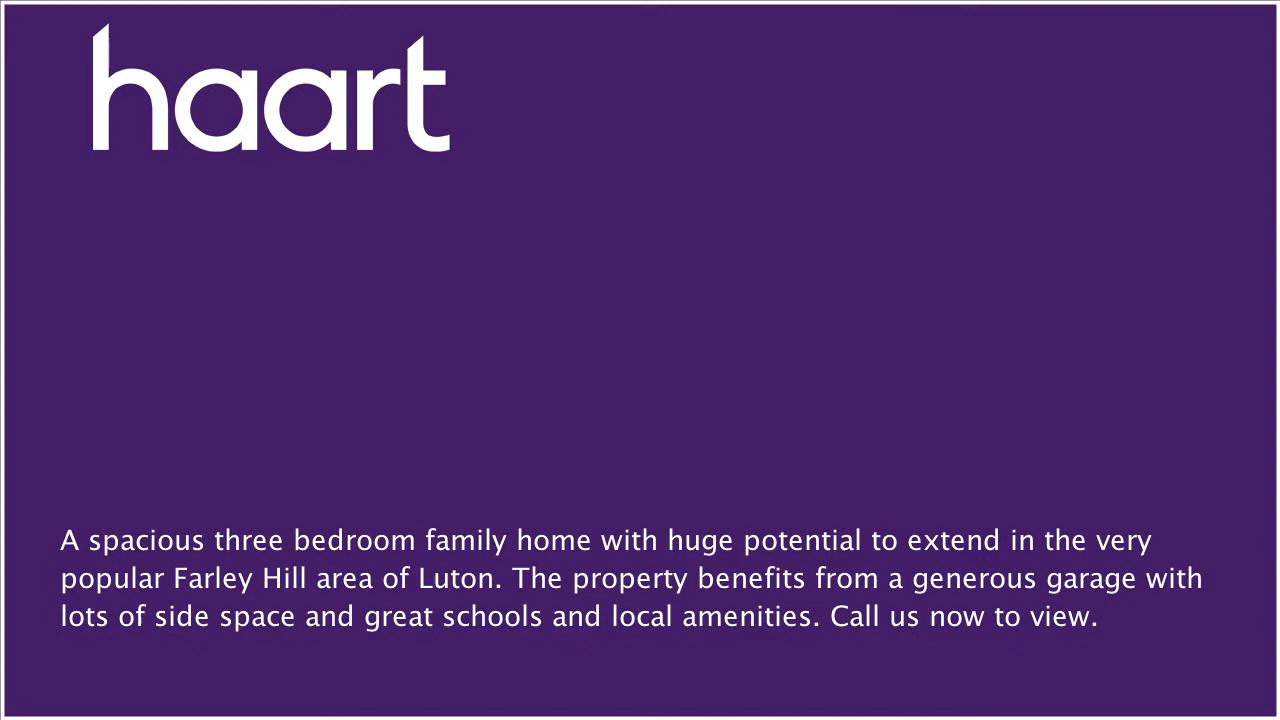 haart
A spacious three bedroom family home with huge potential to extend in the very
popular Farley Hill area of Luton. The property benefits from a generous garage with
lots of side space and great schools and local amenities. Call us now to view.